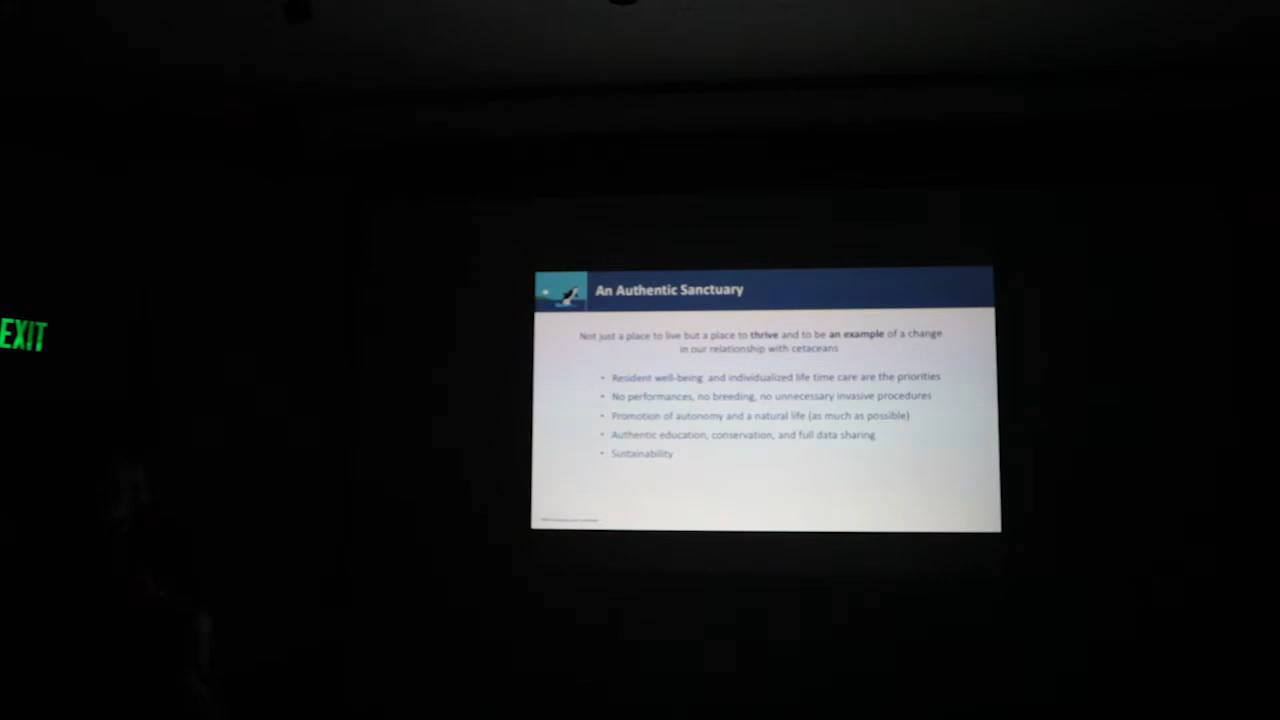 EXIT
An Authentic Sanctuary
Not just a place to live but a place to thrive and to be an example of a change
in our relationship with cetaceans
• Resident well-being and individualized life time care are the priorities
• No performances, no breeding, no unnecessary invasive procedures
• Promotion of autonomy and a natural life (as much as possible)
• Authentic education, conservation, and full data sharing
• Sustainability